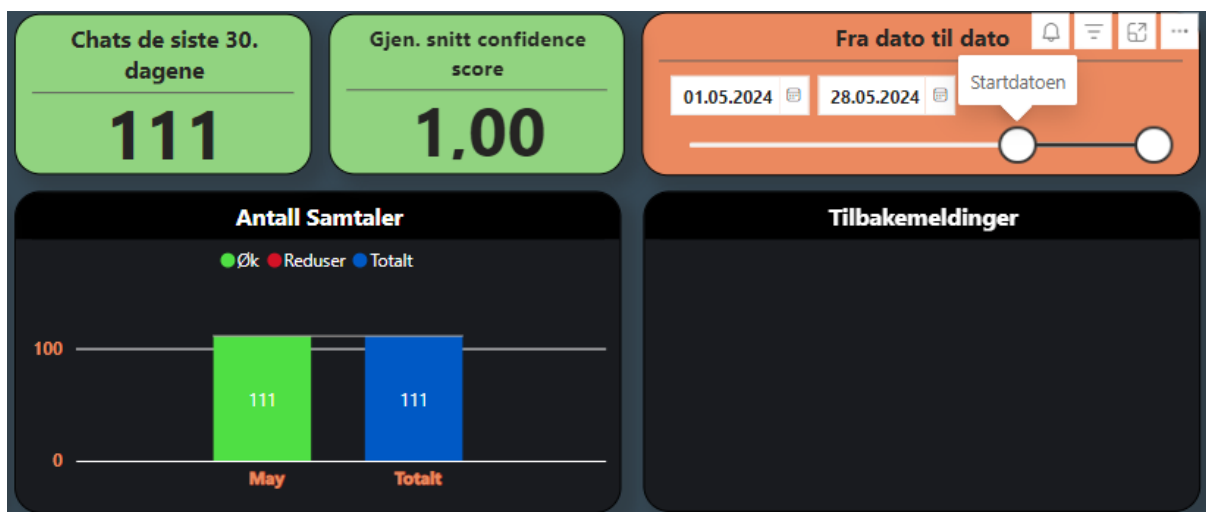 Chats de siste 30.
dagene
111
Gjen. snitt confidence
score
1,00
Fra dato til dato
01.05.2024
28.05.2024
Startdatoen
Antall Samtaler
Øk Reduser Totalt
100
0
111
111
May
Totalt
Tilbakemeldinger